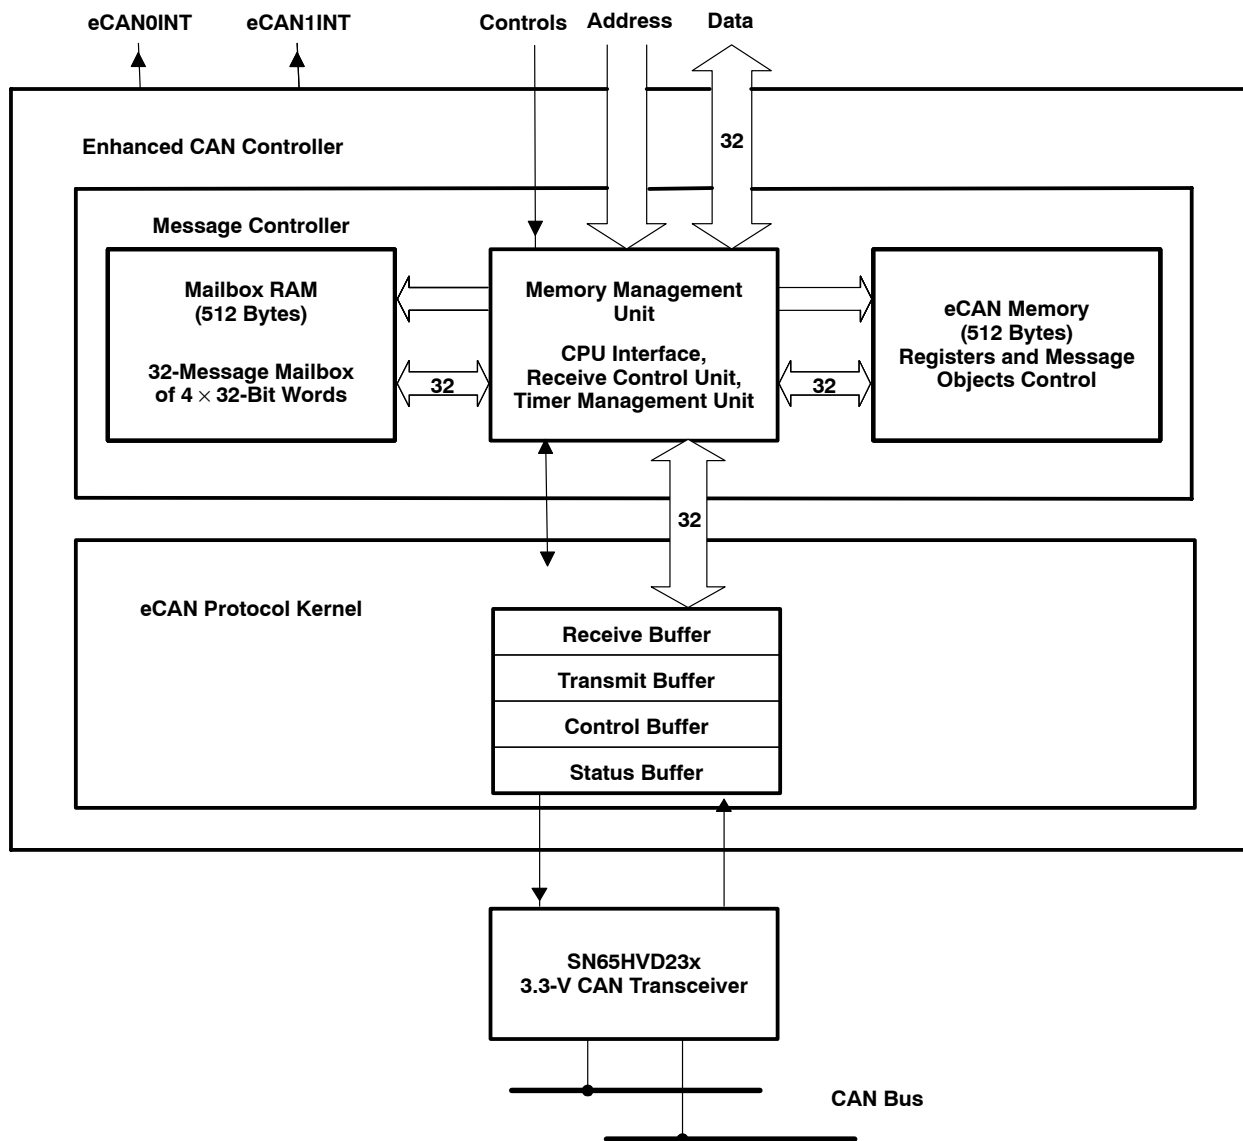 eCAN0INT
eCAN1INT
Controls
Address
Data
32
Enhanced CAN Controller
Message Controller
Mailbox RAM
(512 Bytes)
32-Message Mailbox
of 4 × 32-Bit Words
32
Memory Management
Unit
CPU Interface,
Receive Control Unit,
Timer Management Unit
32
eCAN Memory
(512 Bytes)
Registers and Message
Objects Control
32
eCAN Protocol Kernel
Receive Buffer
Transmit Buffer
Control Buffer
Status Buffer
SN65HVD23x
3.3-V CAN Transceiver
CAN Bus